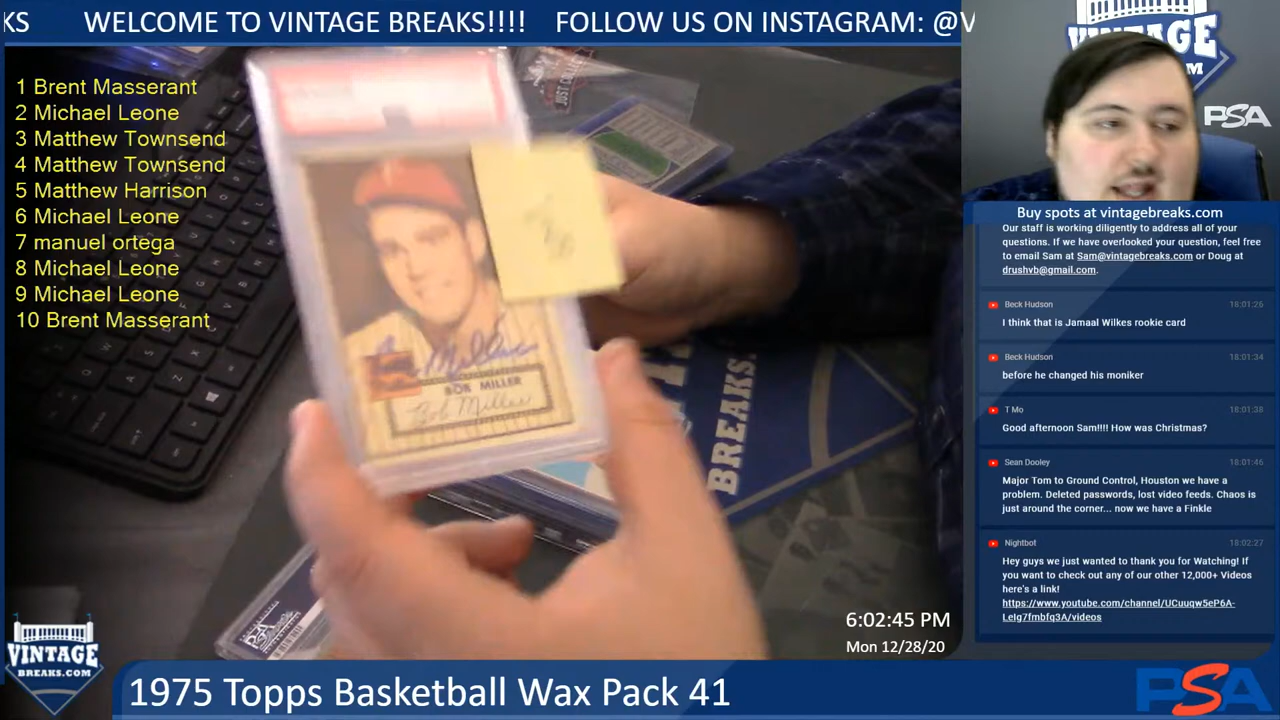 KS WELCOME TO VINTAGE BREAKS!!!! FOLLOW US ON INSTAGRAM: @V
1 Brent Masserant
2 Michael Leone
3 Matthew Townsend
4 Matthew Townsend
5 Matthew Harrison
6 Michael Leone
7 manuel ortega
8 Michael Leone
9 Michael Leone
10 Brent Masserant
JUST COLLECT
BOB MILLER
Bob Miller
BREAKS.
VINTAGE
.COM
PSA
Buy spots at vintagebreaks.com
Our staff is working diligently to address all of your
questions. If we have overlooked your question, feel free
to email Sam at Sam@vintagebreaks.com or Doug at
drushvb@gmail.com.
Beck Hudson 18:01:26
I think that is Jamaal Wilkes rookie card
Beck Hudson 18:01:34
before he changed his moniker
T Mo 18:01:38
Good afternoon Sam!!!! How was Christmas?
Sean Dooley 18:01:46
Major Tom to Ground Control, Houston we have a
problem. Deleted passwords, lost video feeds. Chaos is
just around the corner... now we have a Finkle
Nightbot 18:02:27
Hey guys we just wanted to thank you for Watching! If
you want to check out any of our other 12,000+ Videos
here's a link!
https://www.youtube.com/channel/UCuuqw5eP6A-
LeIg7fmbfq3A/videos
6:02:45 PM
Mon 12/28/20
VINTAGE
BREAKS.COM
1975 Topps Basketball Wax Pack 41
PSA